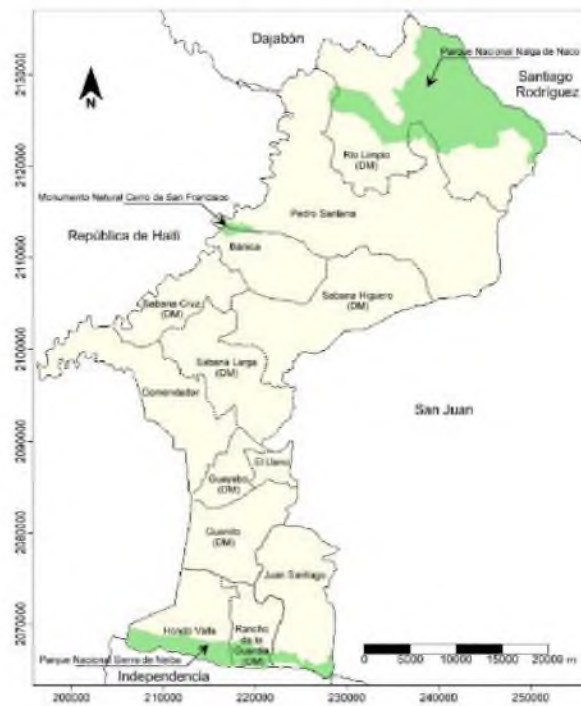 Dajabón
Parque Nacional Nalga de Maco
Santiago
Rodríguez
Río Limpio
(DM)
Monumento Natural Cerro de San Francisco
Pedro Santana
República de Haití
Bánica
Sabana Cruz
(DM)
Sabana Higuero
(DM)
Sabana Larga
(DM)
Comendador
San Juan
El Llano
Guayabo
(DM)
Guanito
(DM)
Juan Santiago
Hondo Valle
Rancho
de la
Guardia
(DM)
Parque Nacional Sierra de Neiba
Independencia
N
2130000
2120000
2110000
2100000
2090000
2080000
2070000
0 5000 10000 15000 20000 m
200000 210000 220000 230000 240000 250000